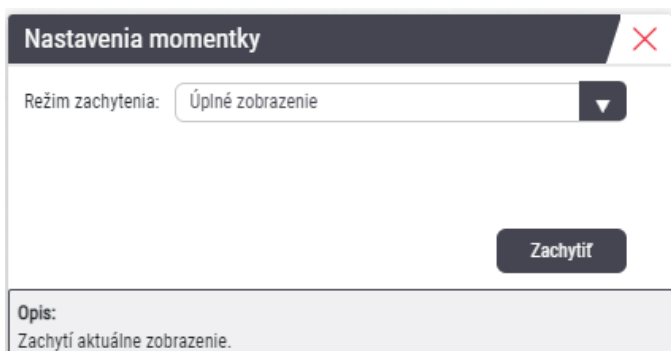 Nastavenia momentky
Režim zachytenia: Úplné zobrazenie
Zachytiť
Opis:
Zachytí aktuálne zobrazenie.